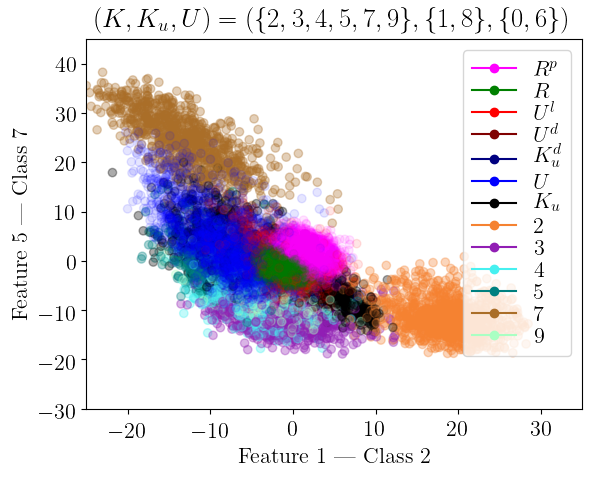 (K, K_u, U) = ({2, 3, 4, 5, 7, 9}, {1, 8}, {0, 6})
R^p
R
U^l
U^d
K_u^d
U
K_u
2
3
4
5
7
9
40
30
20
10
0
−10
−20
−30
Feature 5 — Class 7
−20 −10 0 10 20 30
Feature 1 — Class 2